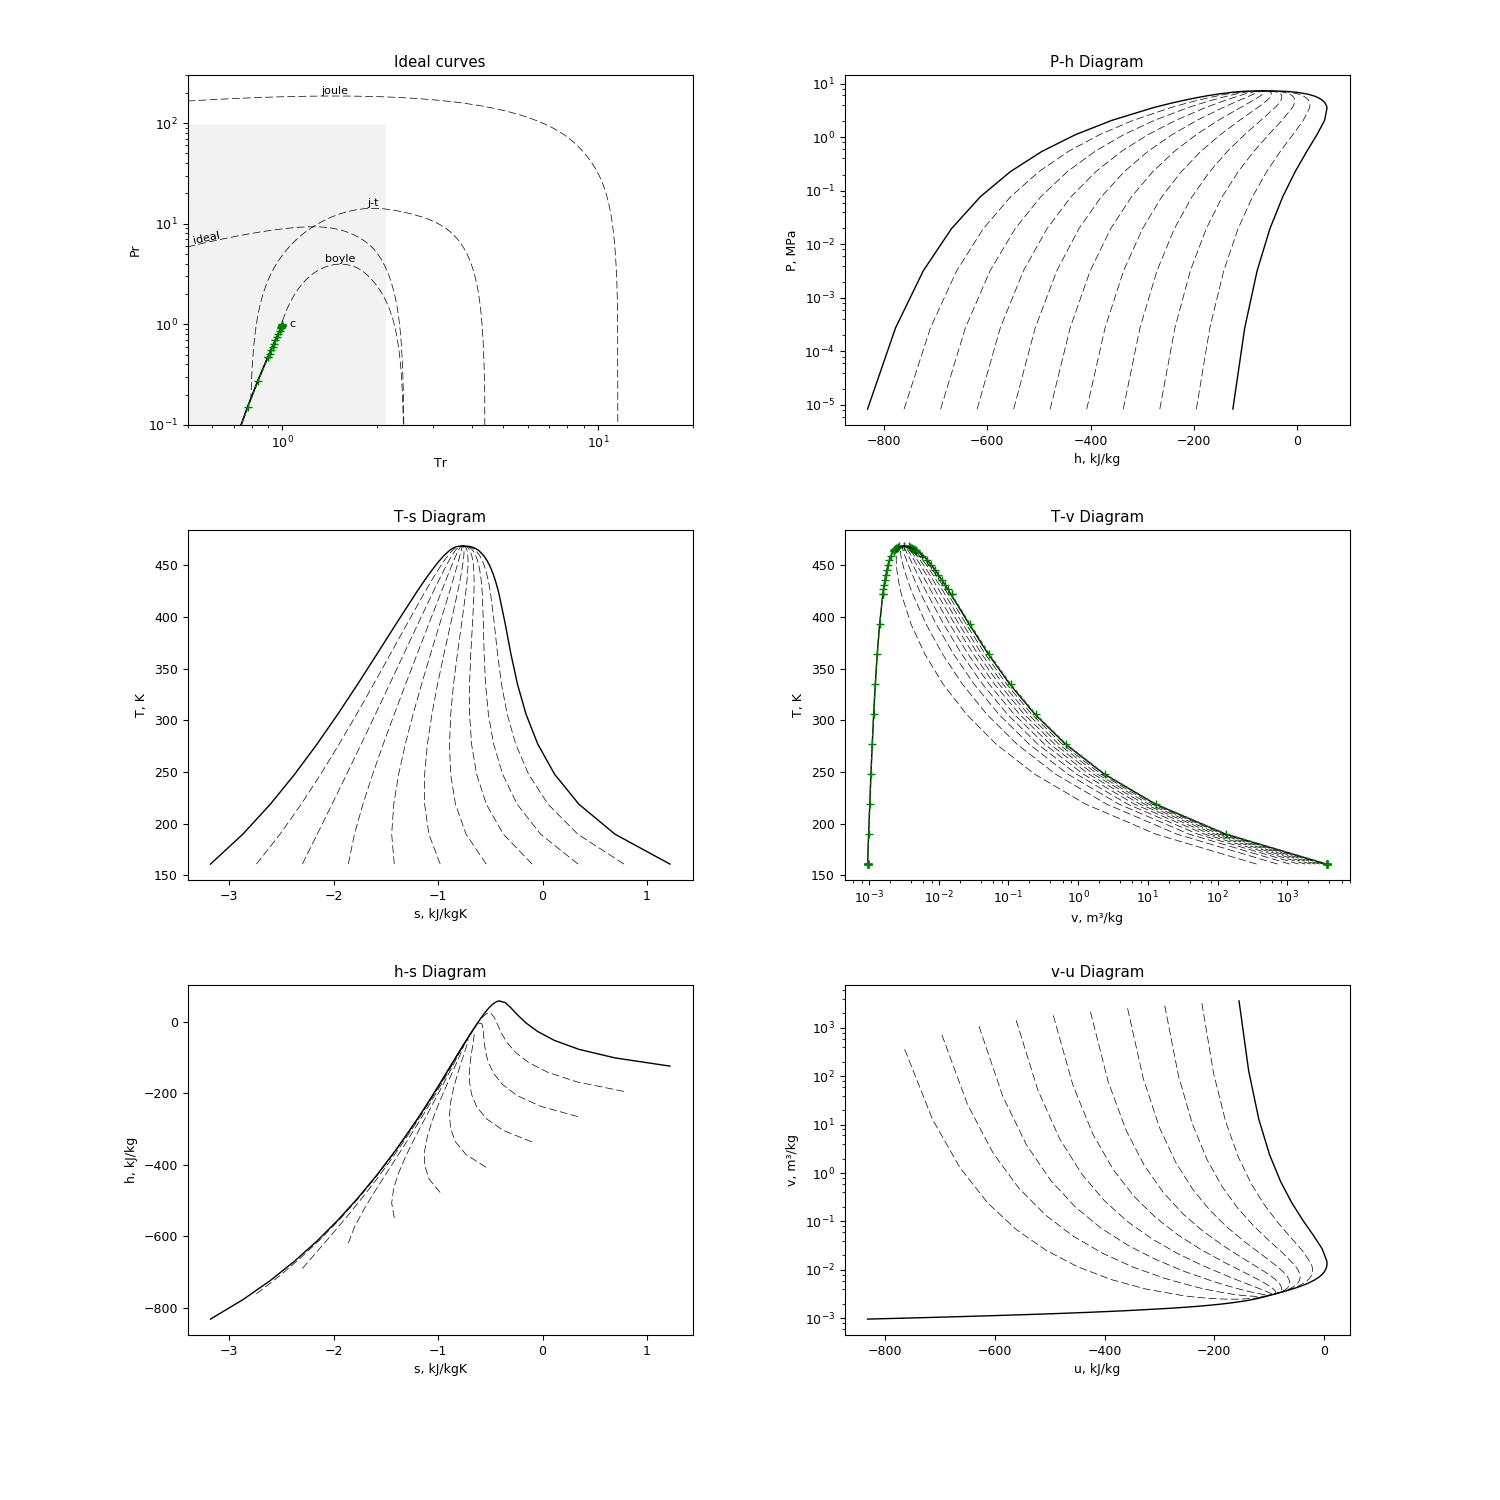 Ideal curves
Pr
10²
10¹
10⁰
10⁻¹
joule
j-t
ideal
boyle
c
10⁰ 10¹
Tr
P-h Diagram
P, MPa
10¹
10⁰
10⁻¹
10⁻²
10⁻³
10⁻⁴
10⁻⁵
−800 −600 −400 −200 0
h, kJ/kg
T-s Diagram
T, K
450
400
350
300
250
200
150
−3 −2 −1 0 1
s, kJ/kgK
T-v Diagram
T, K
450
400
350
300
250
200
150
10⁻³ 10⁻² 10⁻¹ 10⁰ 10¹ 10² 10³
v, m³/kg
h-s Diagram
h, kJ/kg
0
−200
−400
−600
−800
−3 −2 −1 0 1
s, kJ/kgK
v-u Diagram
v, m³/kg
10³
10²
10¹
10⁰
10⁻¹
10⁻²
10⁻³
−800 −600 −400 −200 0
u, kJ/kg